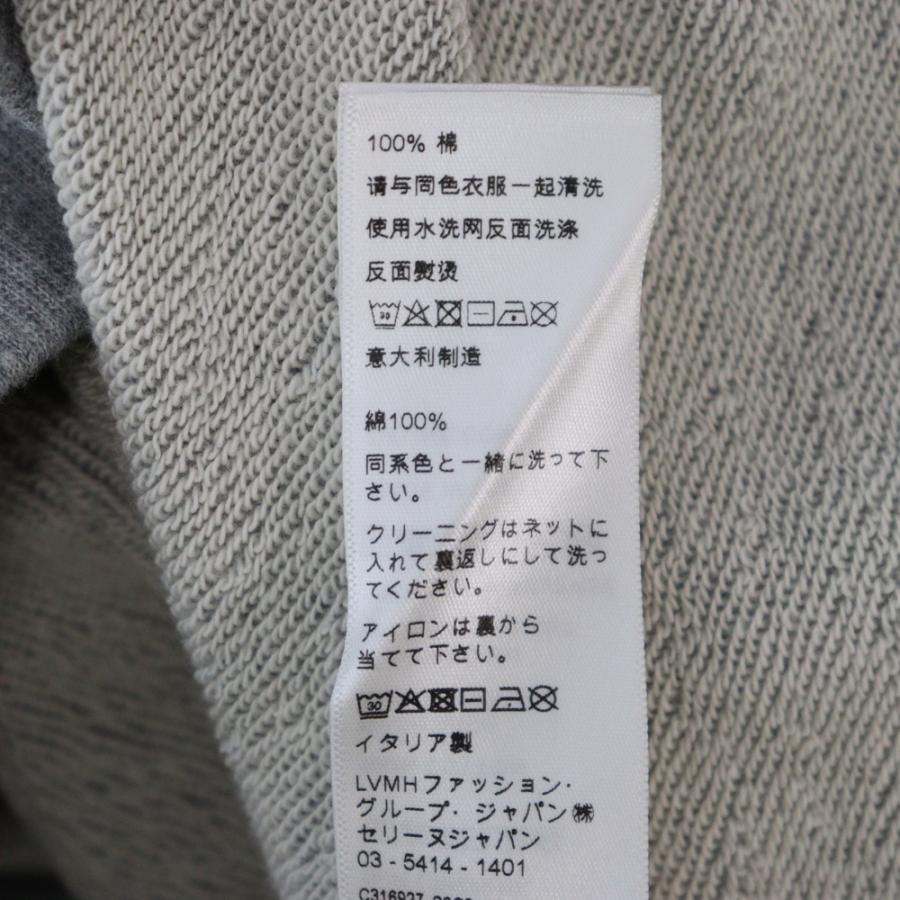 100% 棉
请与同色衣服一起清洗
使用水洗网反面洗涤
反面熨烫
30
意大利制造
綿100%
同系色と一緒に洗って下
さい。
クリーニングはネットに
入れて裏返しにして洗っ
てください。
アイロンは裏から
当てて下さい。
30
イタリア製
LVMHファッション・
グループ・ジャパン㈱
セリーヌジャパン
03 - 5414 - 1401